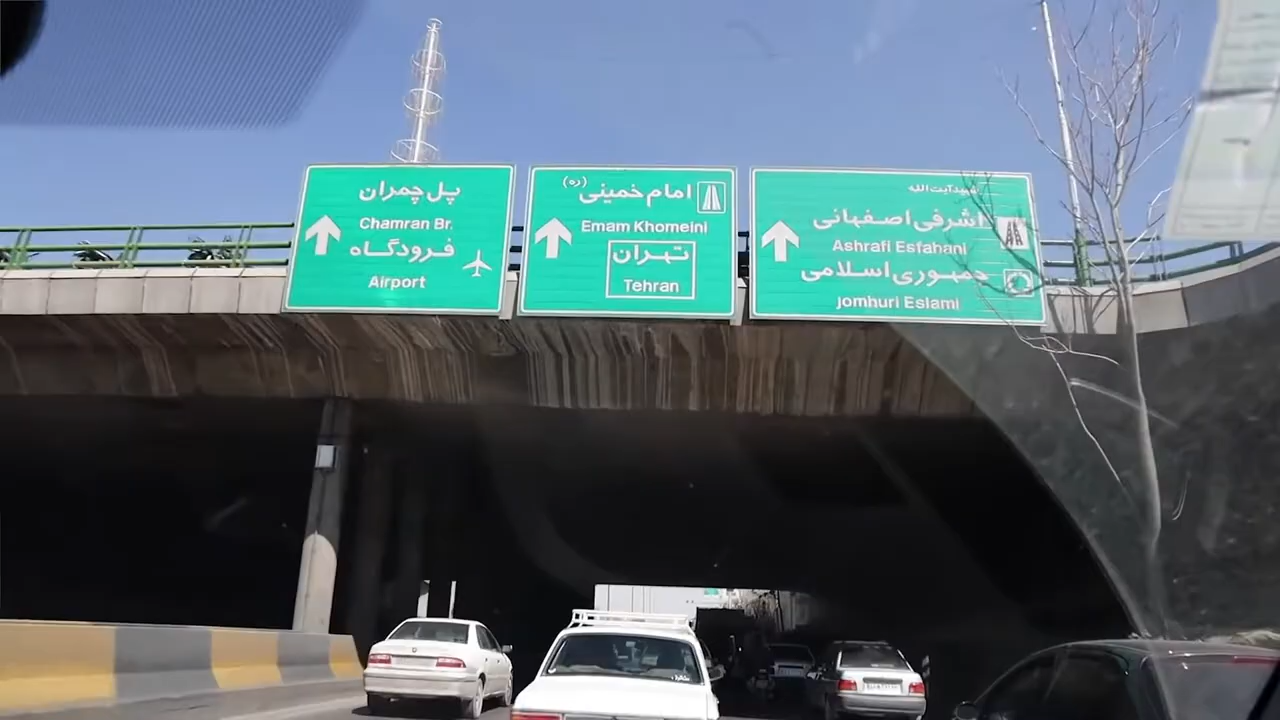 پل چمران
Chamran Br.
فرودگاه
Airport
امام خمینی (ره)
Emam Khomeini
تهران
Tehran
شهید آیت الله
اشرفی اصفهانی
Ashrafi Esfahani
جمهوری اسلامی
jomhuri Eslami